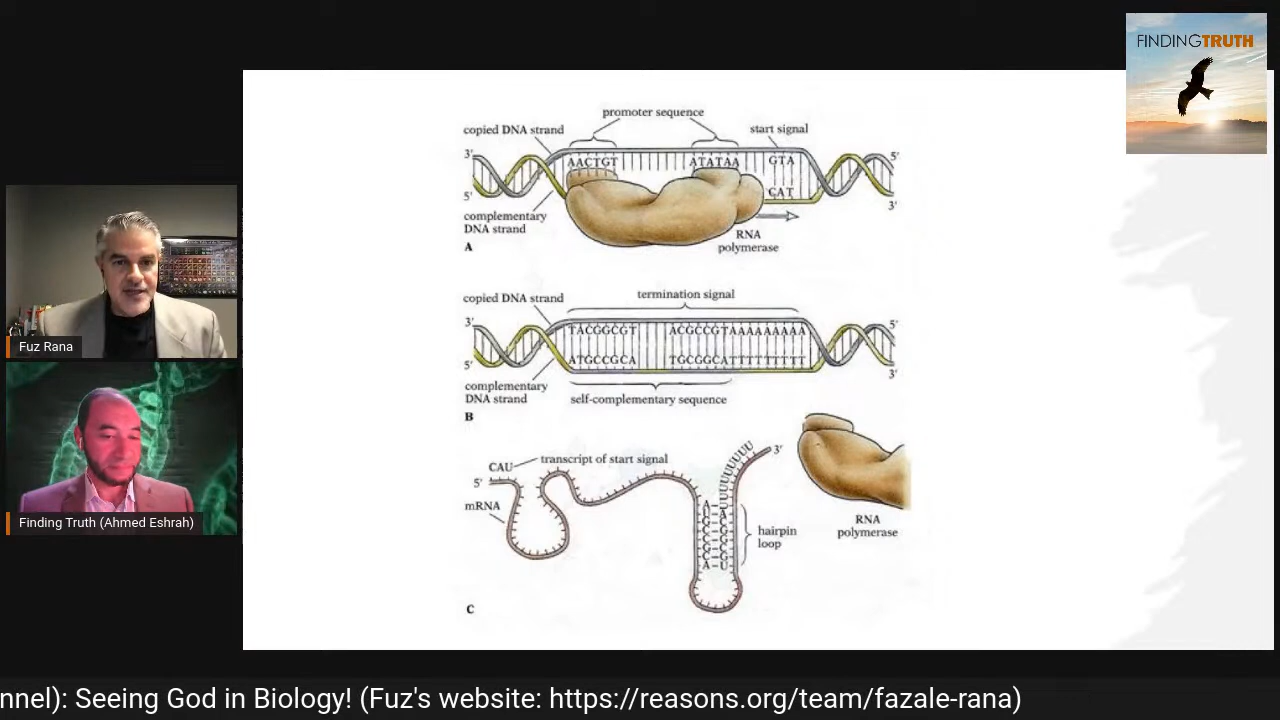 FINDINGTRUTH
promoter sequence
copied DNA strand
start signal
3'
AACTGT
ATATAA
GTA
5'
5'
CAT
3'
complementary
DNA strand
RNA
polymerase
A
copied DNA strand
termination signal
3'
TACGGCGT
ACGCCGTAAAAAAAAA
5'
5'
ATGCCGCA
TGCGGCATTTTTTTTT
3'
complementary
DNA strand
self-complementary sequence
B
CAU
transcript of start signal
3'
5'
mRNA
UUUUUUUU
A
U-A
G-C
C-G
C-G
G-C
C-G
A-U
hairpin
loop
RNA
polymerase
C
Fuz Rana
Finding Truth (Ahmed Eshrah)
nnel): Seeing God in Biology! (Fuz's website: https://reasons.org/team/fazale-rana)